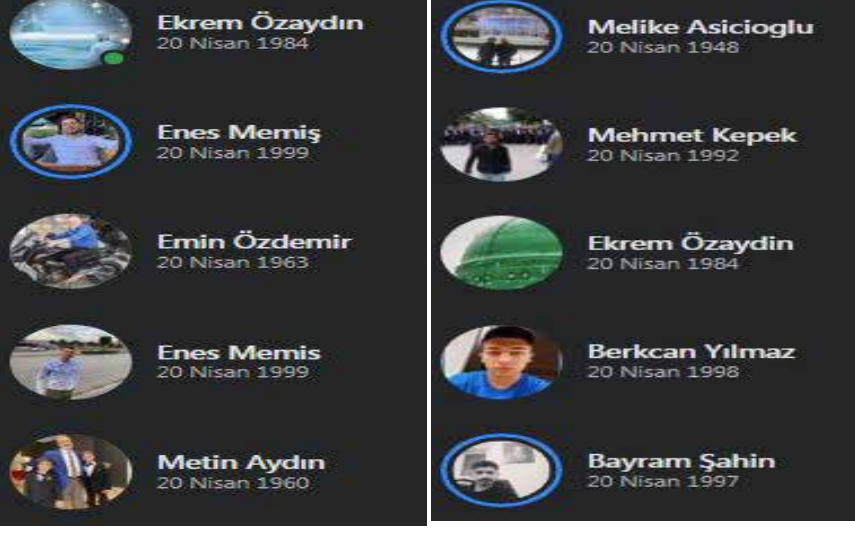 Ekrem Özaydın
20 Nisan 1984
Enes Memiş
20 Nisan 1999
Emin Özdemir
20 Nisan 1963
Enes Memis
20 Nisan 1999
Metin Aydın
20 Nisan 1960
Melike Asicioglu
20 Nisan 1948
Mehmet Kepek
20 Nisan 1992
Ekrem Özaydin
20 Nisan 1984
Berkcan Yılmaz
20 Nisan 1998
Bayram Şahin
20 Nisan 1997